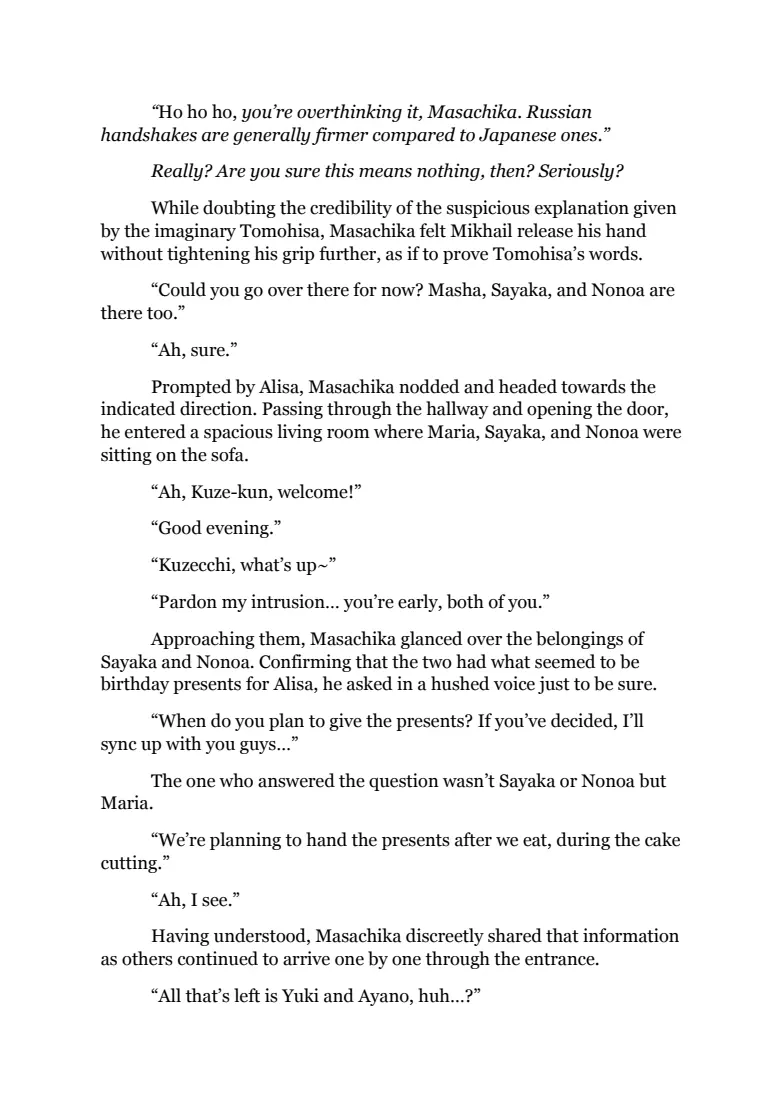 “Ho ho ho, you’re overthinking it, Masachika. Russian
handshakes are generally firmer compared to Japanese ones.”
Really? Are you sure this means nothing, then? Seriously?
While doubting the credibility of the suspicious explanation given
by the imaginary Tomohisa, Masachika felt Mikhail release his hand
without tightening his grip further, as if to prove Tomohisa’s words.
“Could you go over there for now? Masha, Sayaka, and Nonoa are
there too.”
“Ah, sure.”
Prompted by Alisa, Masachika nodded and headed towards the
indicated direction. Passing through the hallway and opening the door,
he entered a spacious living room where Maria, Sayaka, and Nonoa were
sitting on the sofa.
“Ah, Kuze-kun, welcome!”
“Good evening.”
“Kuzecchi, what’s up~”
“Pardon my intrusion… you’re early, both of you.”
Approaching them, Masachika glanced over the belongings of
Sayaka and Nonoa. Confirming that the two had what seemed to be
birthday presents for Alisa, he asked in a hushed voice just to be sure.
“When do you plan to give the presents? If you’ve decided, I’ll
sync up with you guys…”
The one who answered the question wasn’t Sayaka or Nonoa but
Maria.
“We’re planning to hand the presents after we eat, during the cake
cutting.”
“Ah, I see.”
Having understood, Masachika discreetly shared that information
as others continued to arrive one by one through the entrance.
“All that’s left is Yuki and Ayano, huh…?”